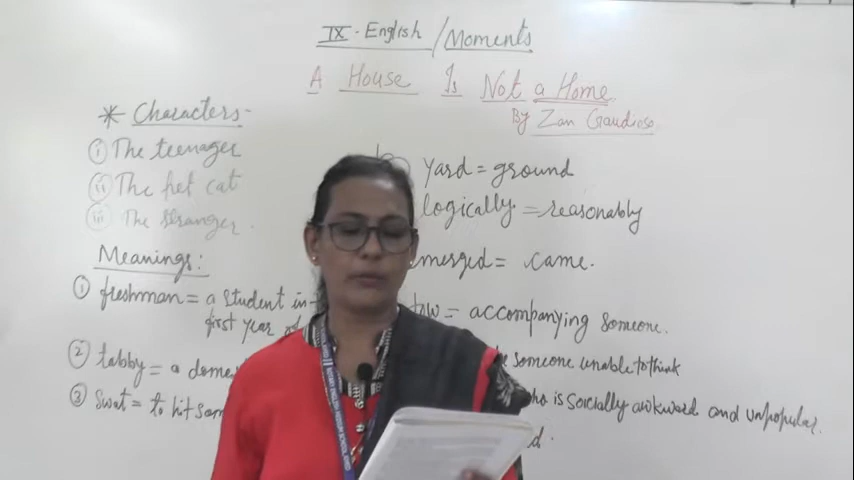 IX - English / Moments
A House Is Not a Home
By Zan Gaudioso
* Characters -
(i) The teenager
(ii) The pet cat
(iii) The stranger.
Meanings:
① freshman = a student in
first year
② tabby = a
③ Swat = to hit
yard = ground
logically = reasonably
merged = came.
tow = accompanying someone.
someone unable to think
who is socially awkward and unpopular.